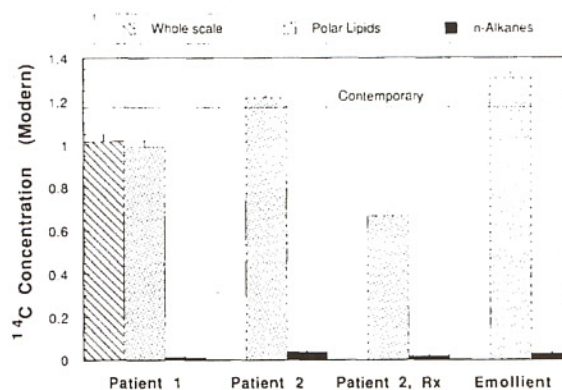 Whole scale Polar Lipids n-Alkanes
¹⁴C Concentration (Modern)
1.4
1.2
1
0.8
0.6
0.4
0.2
0
Contemporary
Patient 1 Patient 2 Patient 2, Rx Emollient